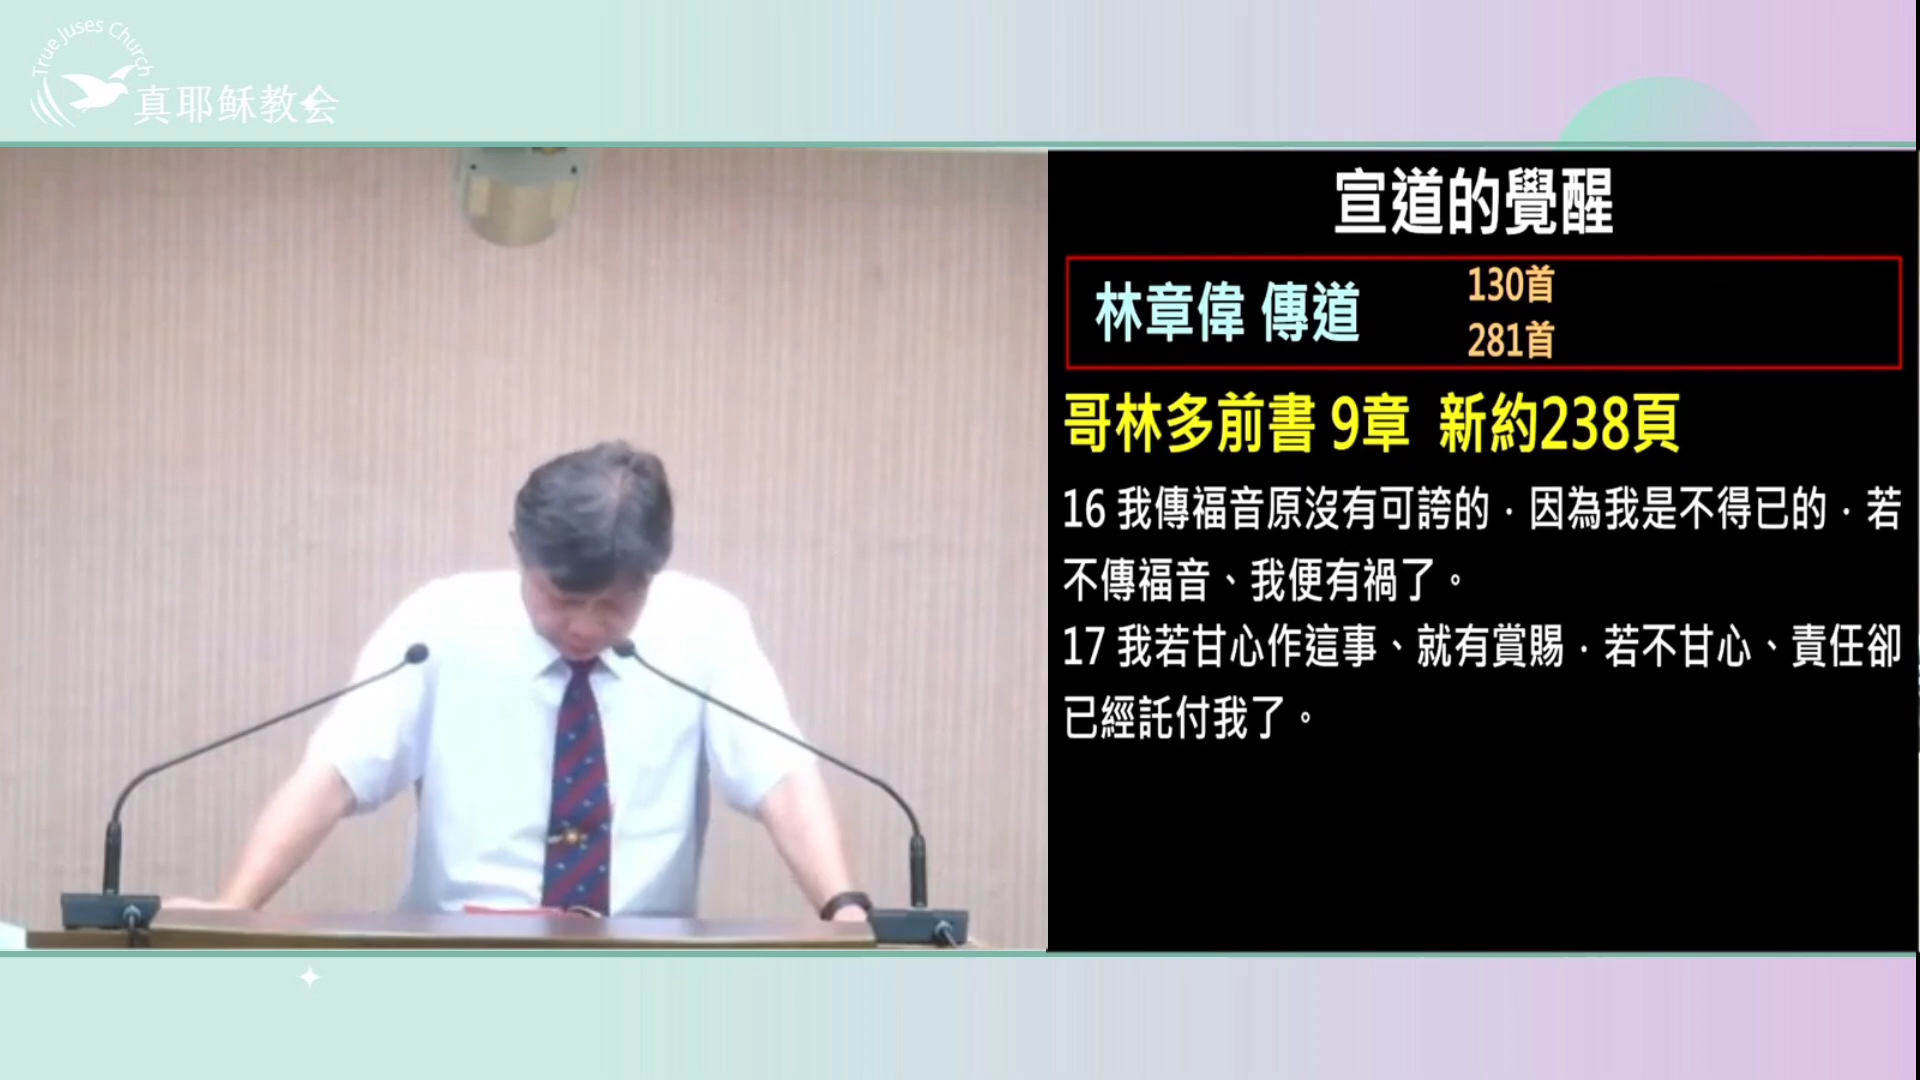 True Juses Church
真耶稣教会
宣道的覺醒
林章偉 傳道
130首
281首
哥林多前書 9章 新約238頁
16 我傳福音原沒有可誇的．因為我是不得已的．若
不傳福音、我便有禍了。
17 我若甘心作這事、就有賞賜．若不甘心、責任卻
已經託付我了。